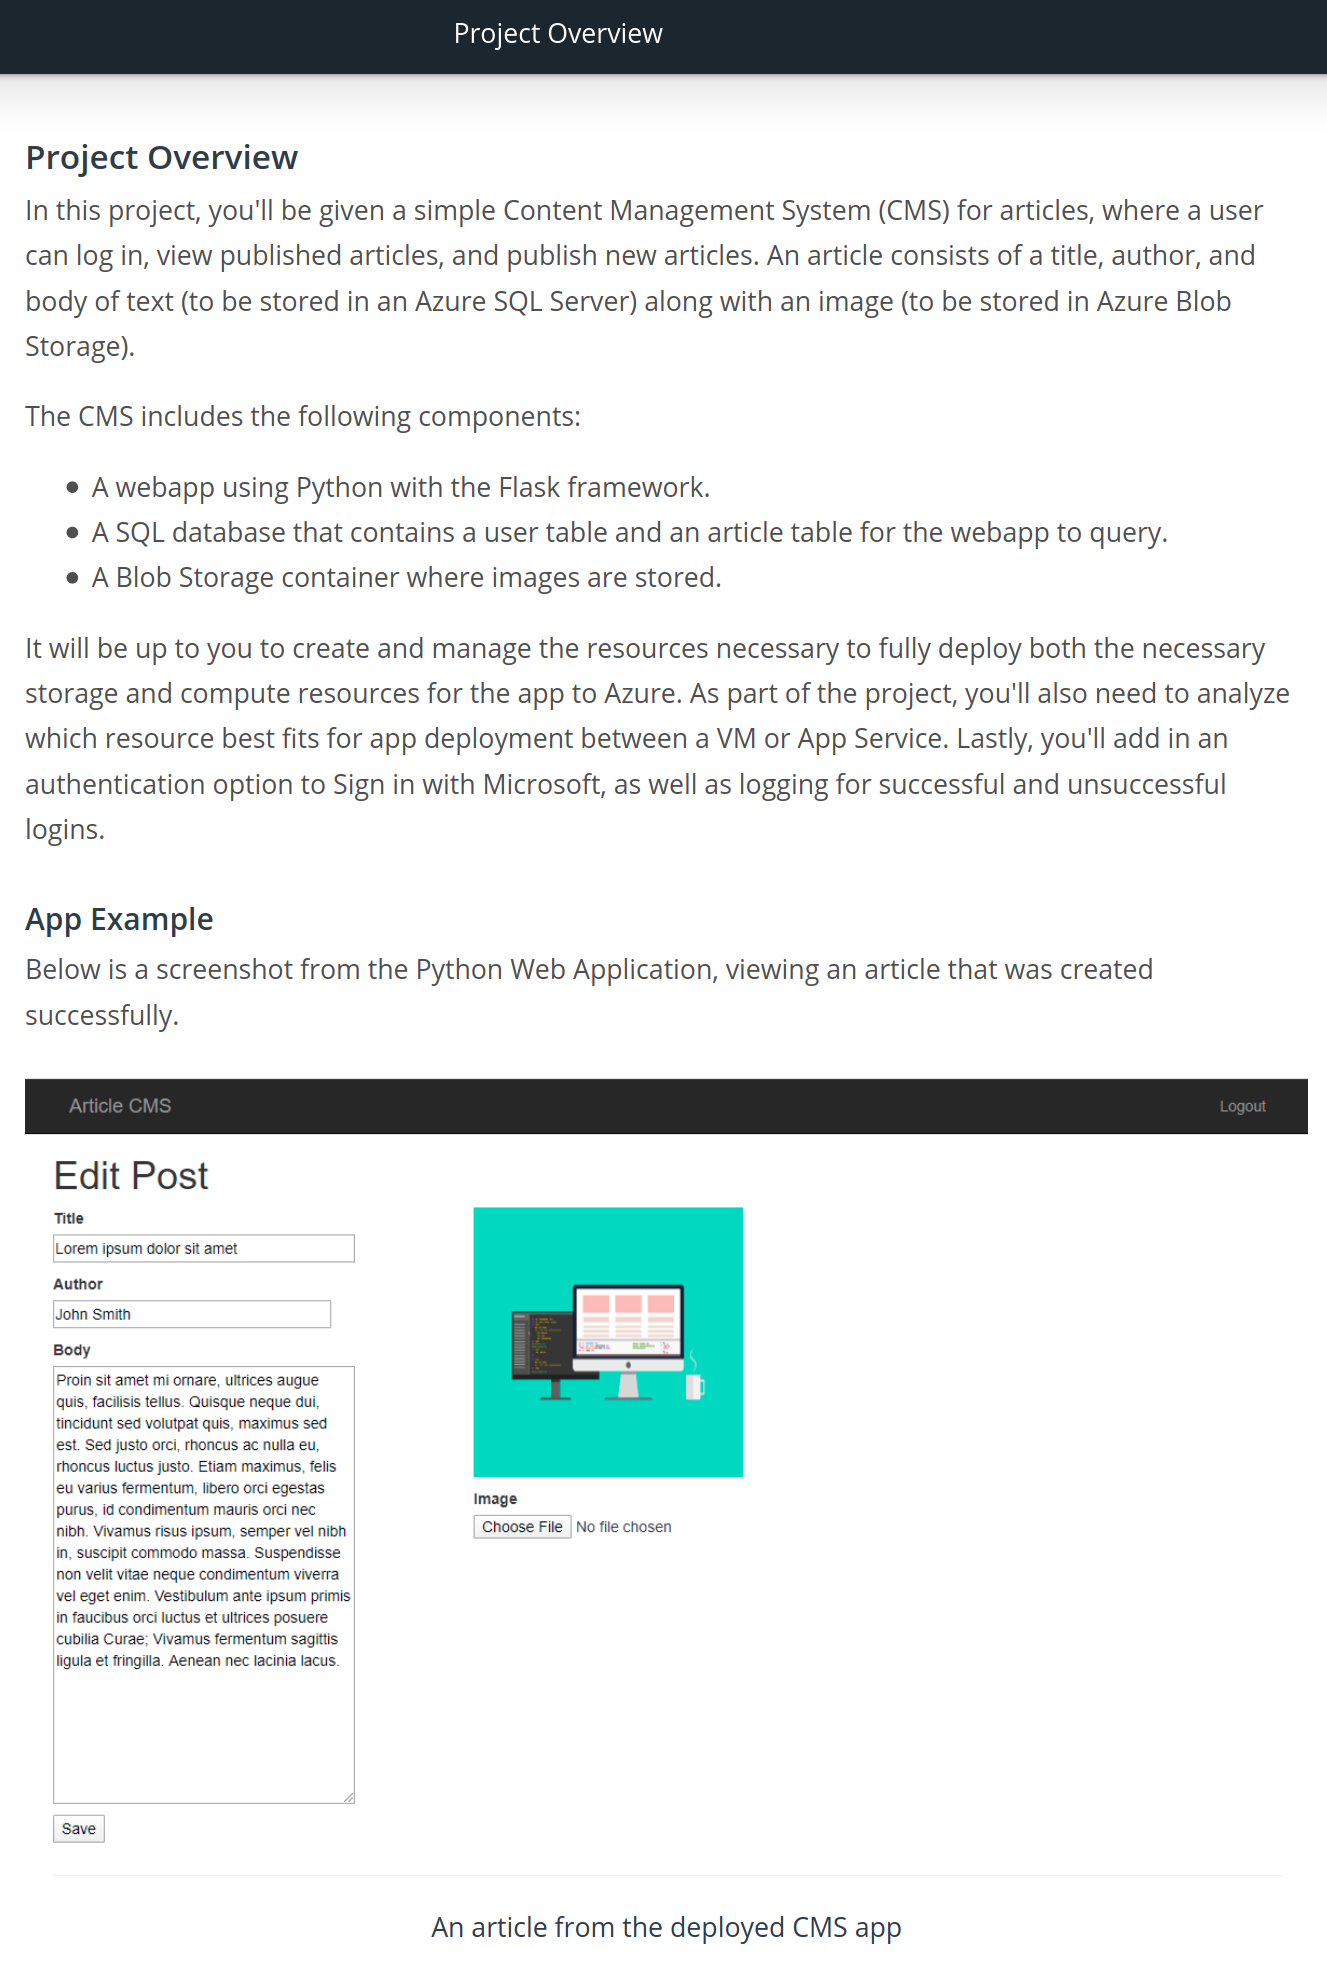 Project Overview
Project Overview
In this project, you'll be given a simple Content Management System (CMS) for articles, where a user
can log in, view published articles, and publish new articles. An article consists of a title, author, and
body of text (to be stored in an Azure SQL Server) along with an image (to be stored in Azure Blob
Storage).
The CMS includes the following components:
• A webapp using Python with the Flask framework.
• A SQL database that contains a user table and an article table for the webapp to query.
• A Blob Storage container where images are stored.
It will be up to you to create and manage the resources necessary to fully deploy both the necessary
storage and compute resources for the app to Azure. As part of the project, you'll also need to analyze
which resource best fits for app deployment between a VM or App Service. Lastly, you'll add in an
authentication option to Sign in with Microsoft, as well as logging for successful and unsuccessful
logins.
App Example
Below is a screenshot from the Python Web Application, viewing an article that was created
successfully.
Article CMS
Logout
Edit Post
Title
Lorem ipsum dolor sit amet
Author
John Smith
Body
Proin sit amet mi ornare, ultrices augue
quis, facilisis tellus. Quisque neque dui,
tincidunt sed volutpat quis, maximus sed
est. Sed justo orci, rhoncus ac nulla eu,
rhoncus luctus justo. Etiam maximus, felis
eu varius fermentum, libero orci egestas
purus, id condimentum mauris orci nec
nibh. Vivamus risus ipsum, semper vel nibh
in, suscipit commodo massa. Suspendisse
non velit vitae neque condimentum viverra
vel eget enim. Vestibulum ante ipsum primis
in faucibus orci luctus et ultrices posuere
cubilia Curae; Vivamus fermentum sagittis
ligula et fringilla. Aenean nec lacinia lacus.
Image
Choose File No file chosen
Save
An article from the deployed CMS app